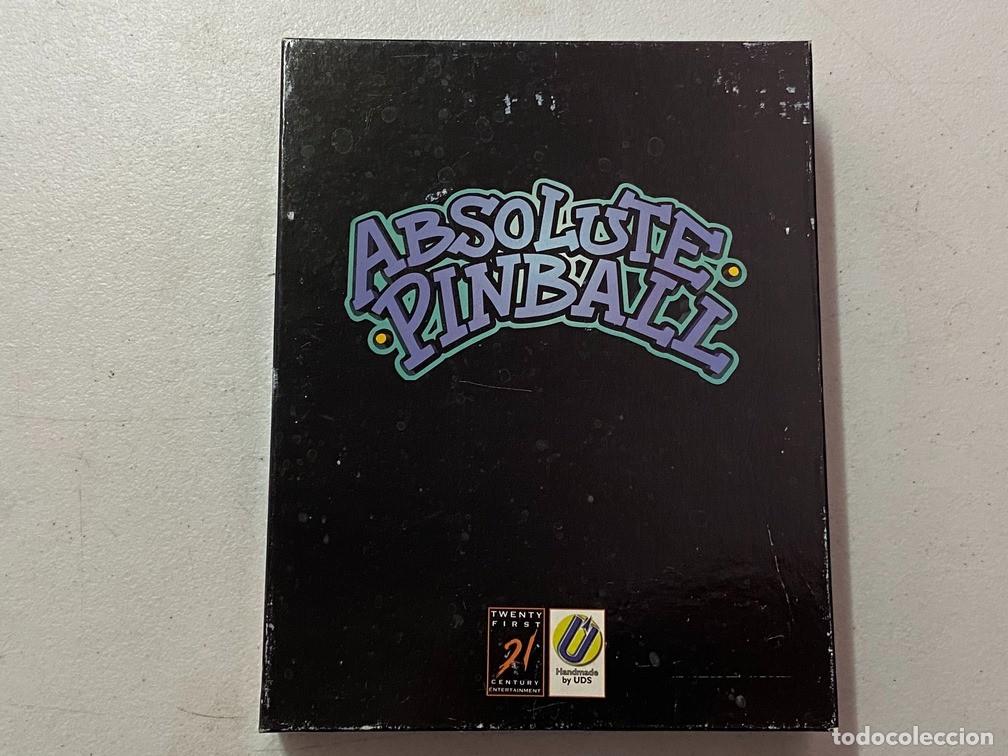 ABSOLUTE
PINBALL
TWENTY
FIRST
21
CENTURY
ENTERTAINMENT
U
Handmade
by UDS
todocoleccion